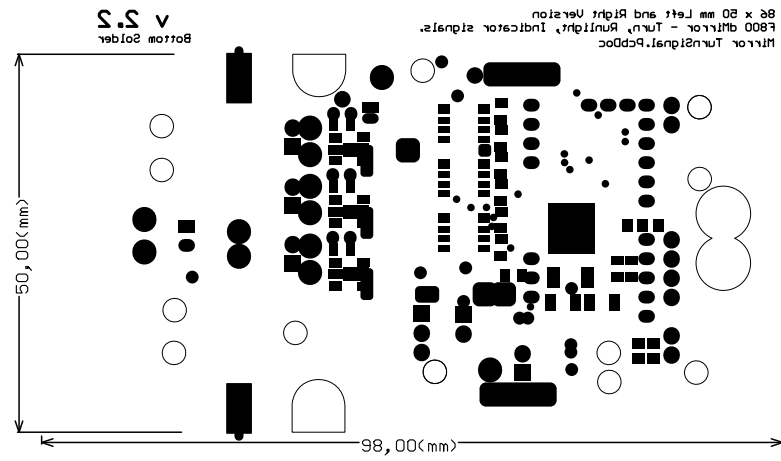 v 2.2
Bottom Solder
86 x 50 mm Left and Right Version
F800 dMirror - Turn, Runlight, Indicator signals.
Mirror TurnSignal.PcbDoc
50,00(mm)
98,00(mm)